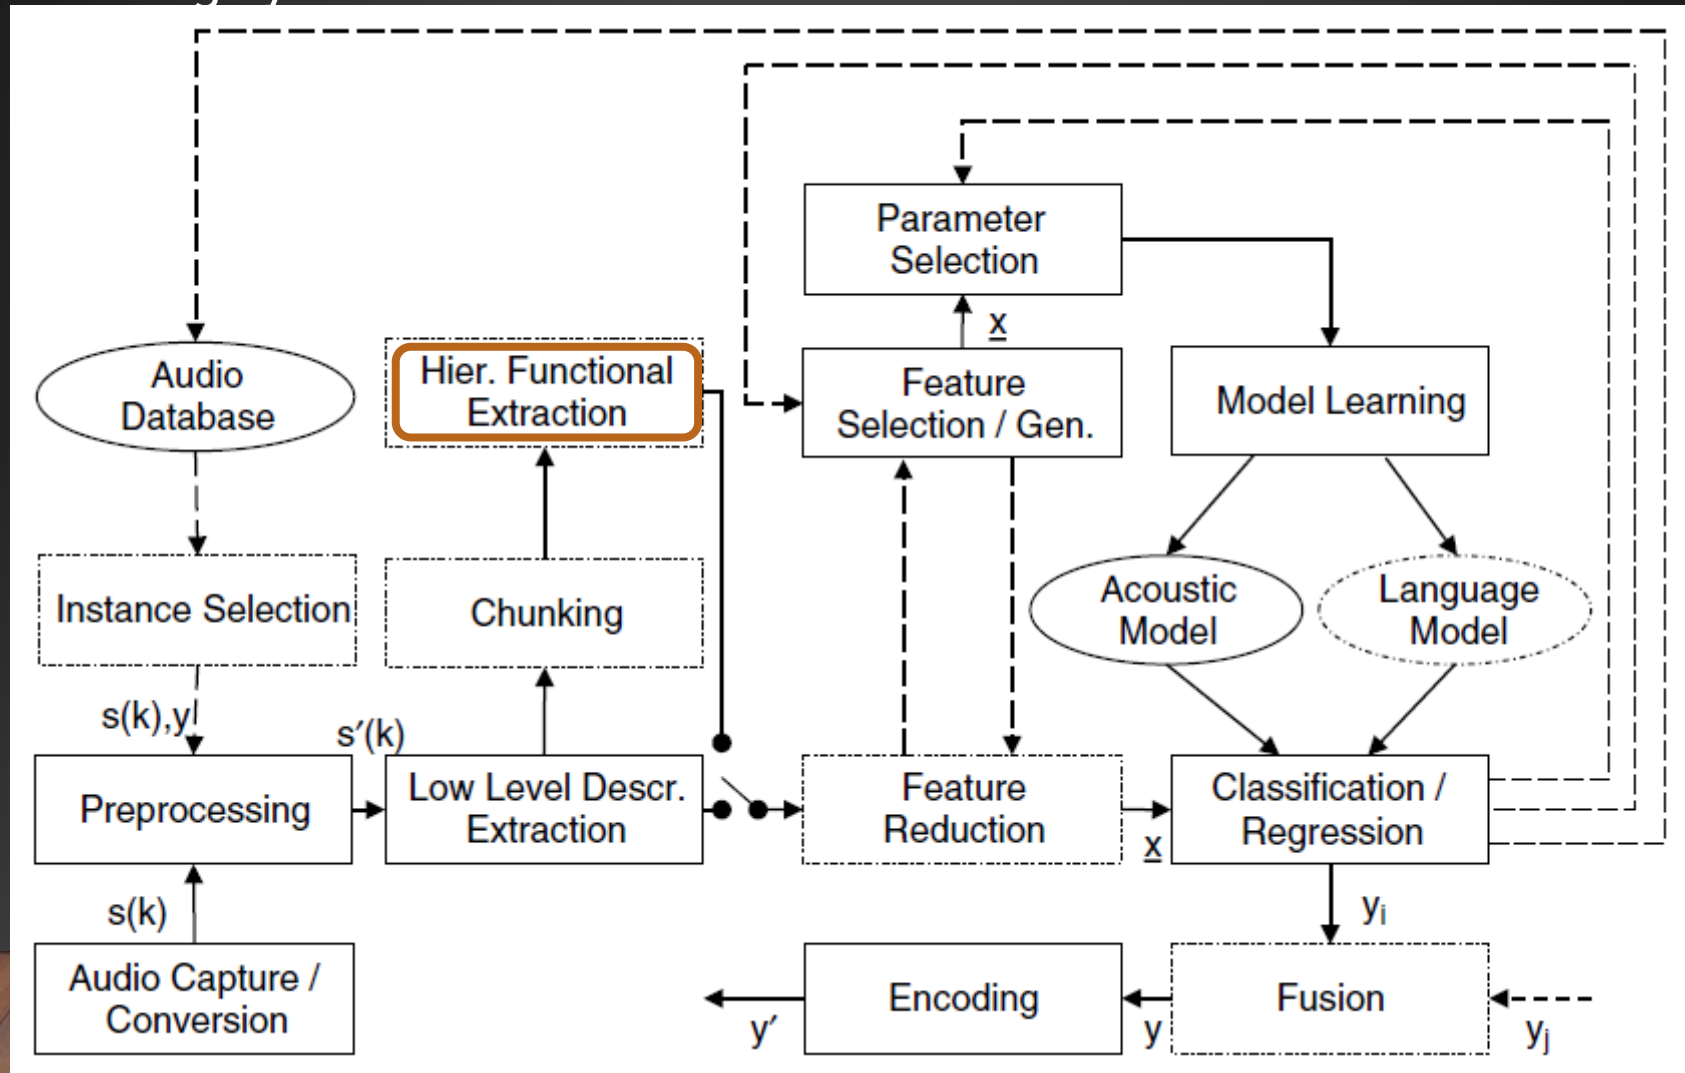 Parameter
Selection
x
Hier. Functional
Extraction
Audio
Database
Feature
Selection / Gen.
Model Learning
Instance Selection
Chunking
Acoustic
Model
Language
Model
s(k),y
s′(k)
Preprocessing
Low Level Descr.
Extraction
Feature
Reduction
x
Classification /
Regression
s(k)
yi
Audio Capture /
Conversion
Encoding
Fusion
y′
y
yj